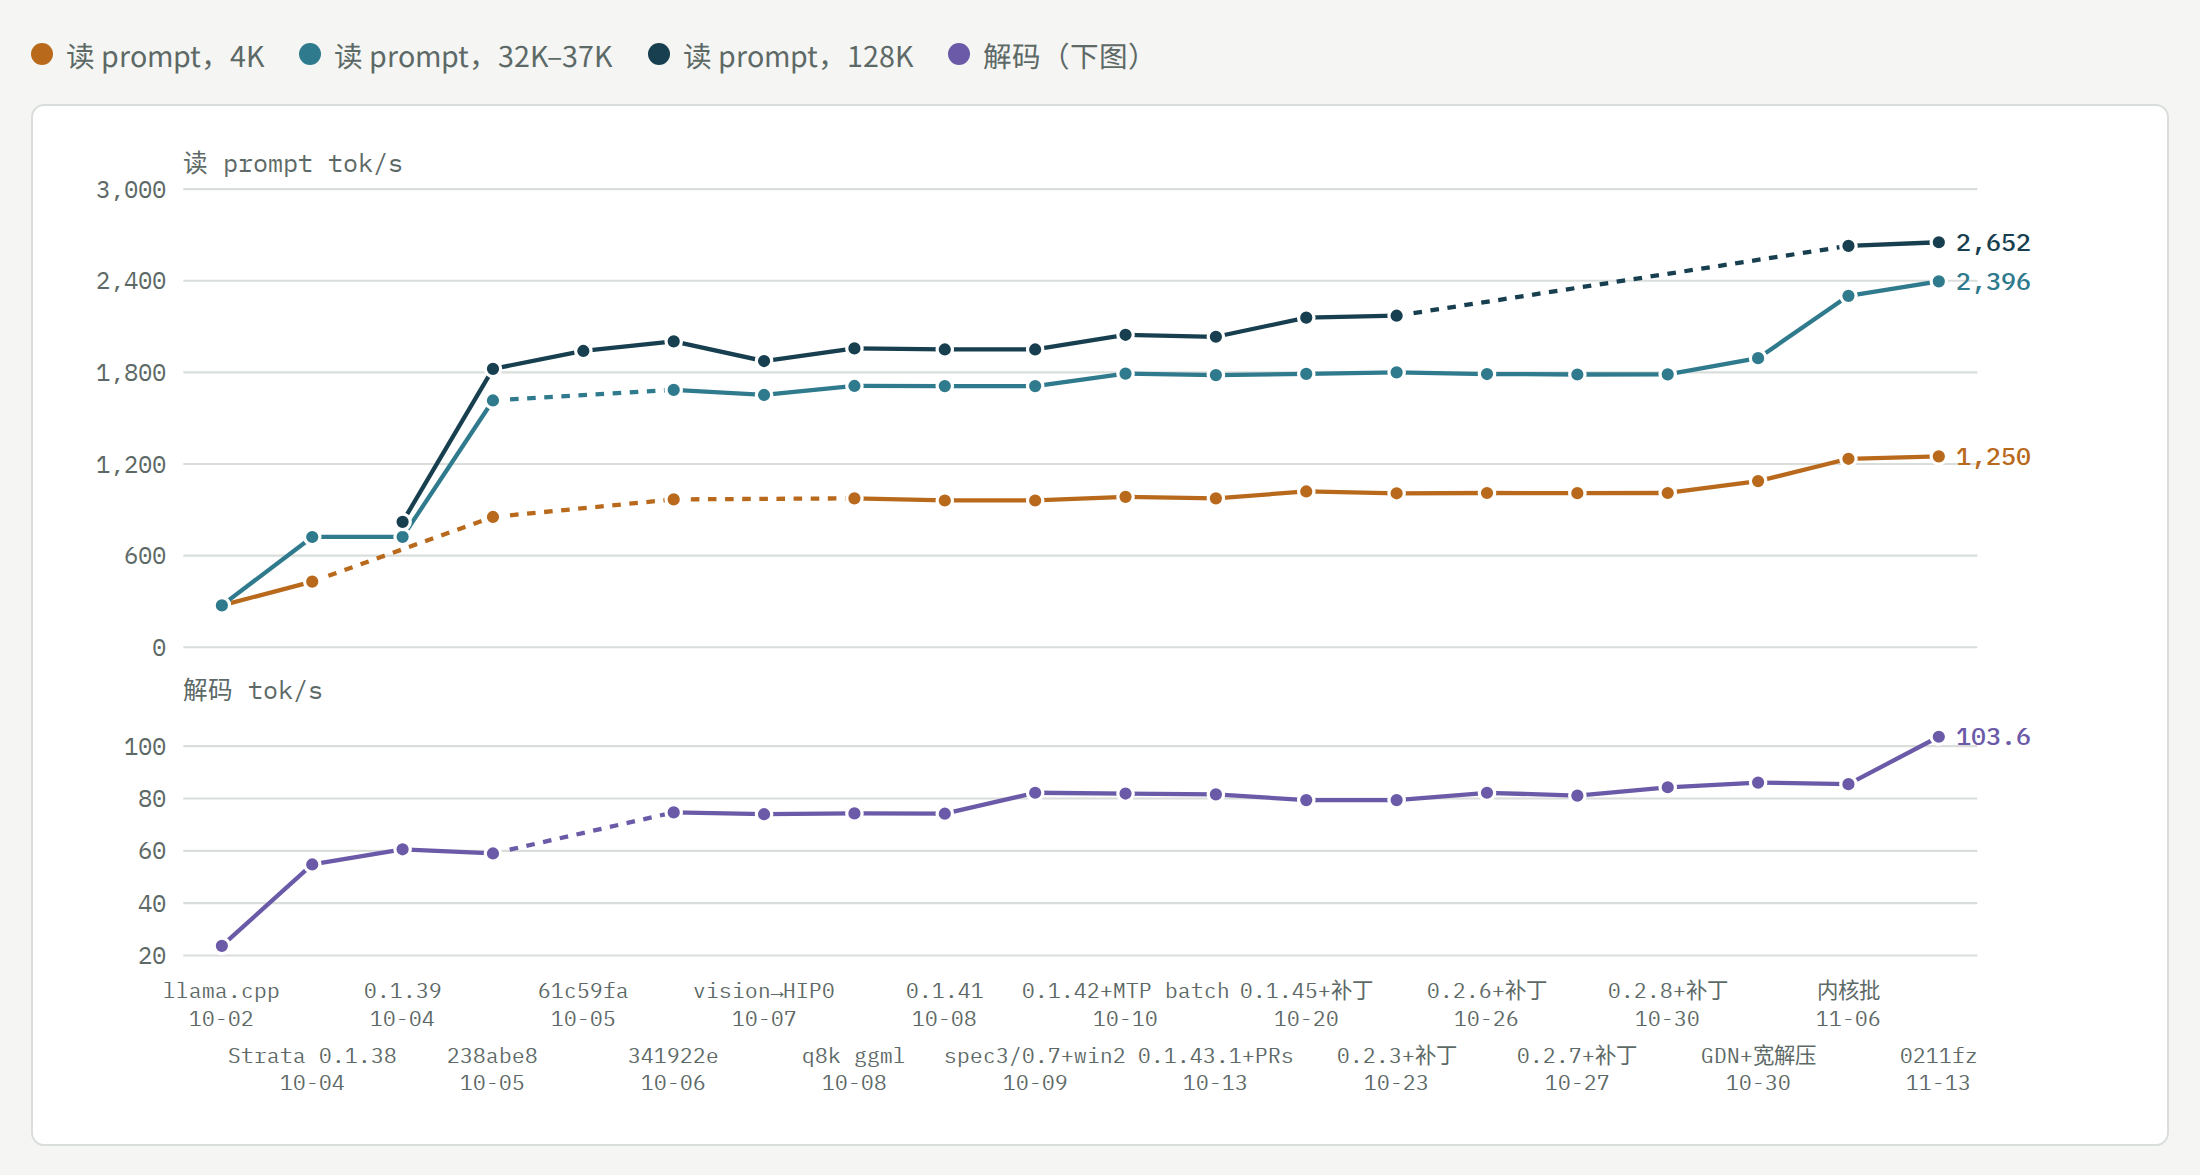 读 prompt，4K 读 prompt，32K–37K 读 prompt，128K 解码（下图）
读 prompt tok/s
3,000
2,652
2,400
2,396
1,800
1,200
1,250
600
0
解码 tok/s
100
103.6
80
60
40
20
llama.cpp 0.1.39 61c59fa vision→HIP0 0.1.41 0.1.42+MTP batch 0.1.45+补丁 0.2.6+补丁 0.2.8+补丁 内核批
10-02 10-04 10-05 10-07 10-08 10-10 10-20 10-26 10-30 11-06
Strata 0.1.38 238abe8 341922e q8k ggml spec3/0.7+win2 0.1.43.1+PRs 0.2.3+补丁 0.2.7+补丁 GDN+宽解压 0211fz
10-04 10-05 10-06 10-08 10-09 10-13 10-23 10-27 10-30 11-13